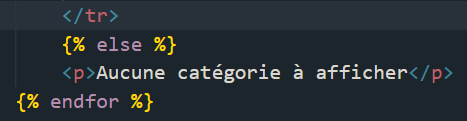 </tr>
{% else %}
<p>Aucune catégorie à afficher</p>
{% endfor %}